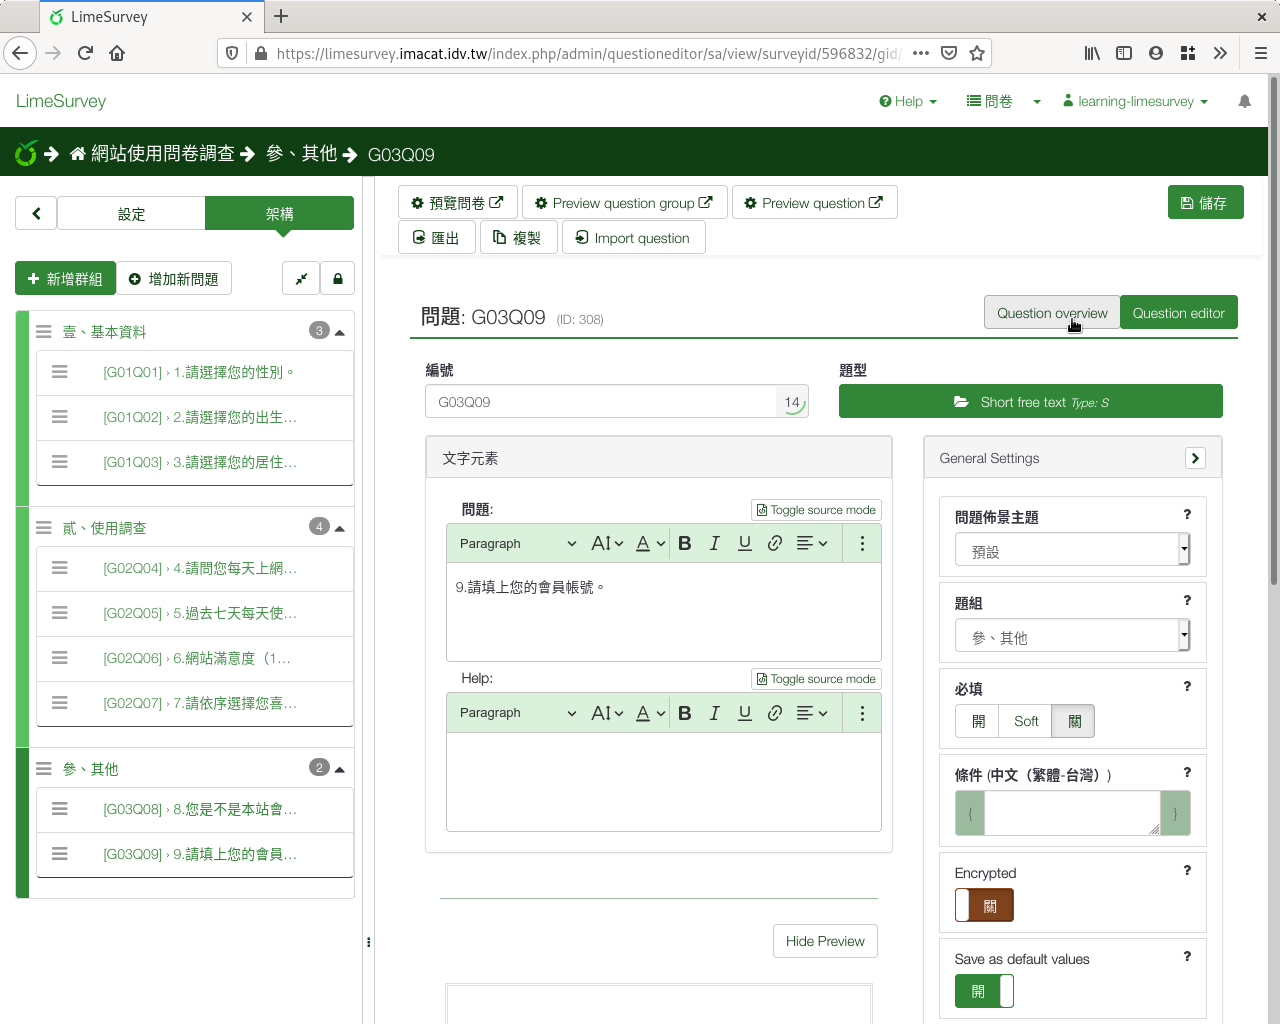 LimeSurvey
https://limesurvey.imacat.idv.tw/index.php/admin/questioneditor/sa/view/surveyid/596832/gid/
LimeSurvey
Help
問卷
learning-limesurvey
網站使用問卷調查
參、其他
G03Q09
設定
架構
預覽問卷
Preview question group
Preview question
儲存
匯出
複製
Import question
新增群組
增加新問題
壹、基本資料
3
[G01Q01] › 1.請選擇您的性別。
[G01Q02] › 2.請選擇您的出生...
[G01Q03] › 3.請選擇您的居住...
貳、使用調查
4
[G02Q04] › 4.請問您每天上網...
[G02Q05] › 5.過去七天每天使...
[G02Q06] › 6.網站滿意度（1...
[G02Q07] › 7.請依序選擇您喜...
參、其他
2
[G03Q08] › 8.您是不是本站會...
[G03Q09] › 9.請填上您的會員...
問題: G03Q09 (ID: 308)
Question overview
Question editor
編號
G03Q09
14
題型
Short free text Type: S
文字元素
問題:
Toggle source mode
Paragraph
A
A
B
I
U
9.請填上您的會員帳號。
Help:
Toggle source mode
Paragraph
A
A
B
I
U
Hide Preview
General Settings
問題佈景主題
?
預設
題組
?
參、其他
必填
?
開
Soft
關
條件 (中文（繁體-台灣）)
?
{
}
Encrypted
?
關
Save as default values
?
開